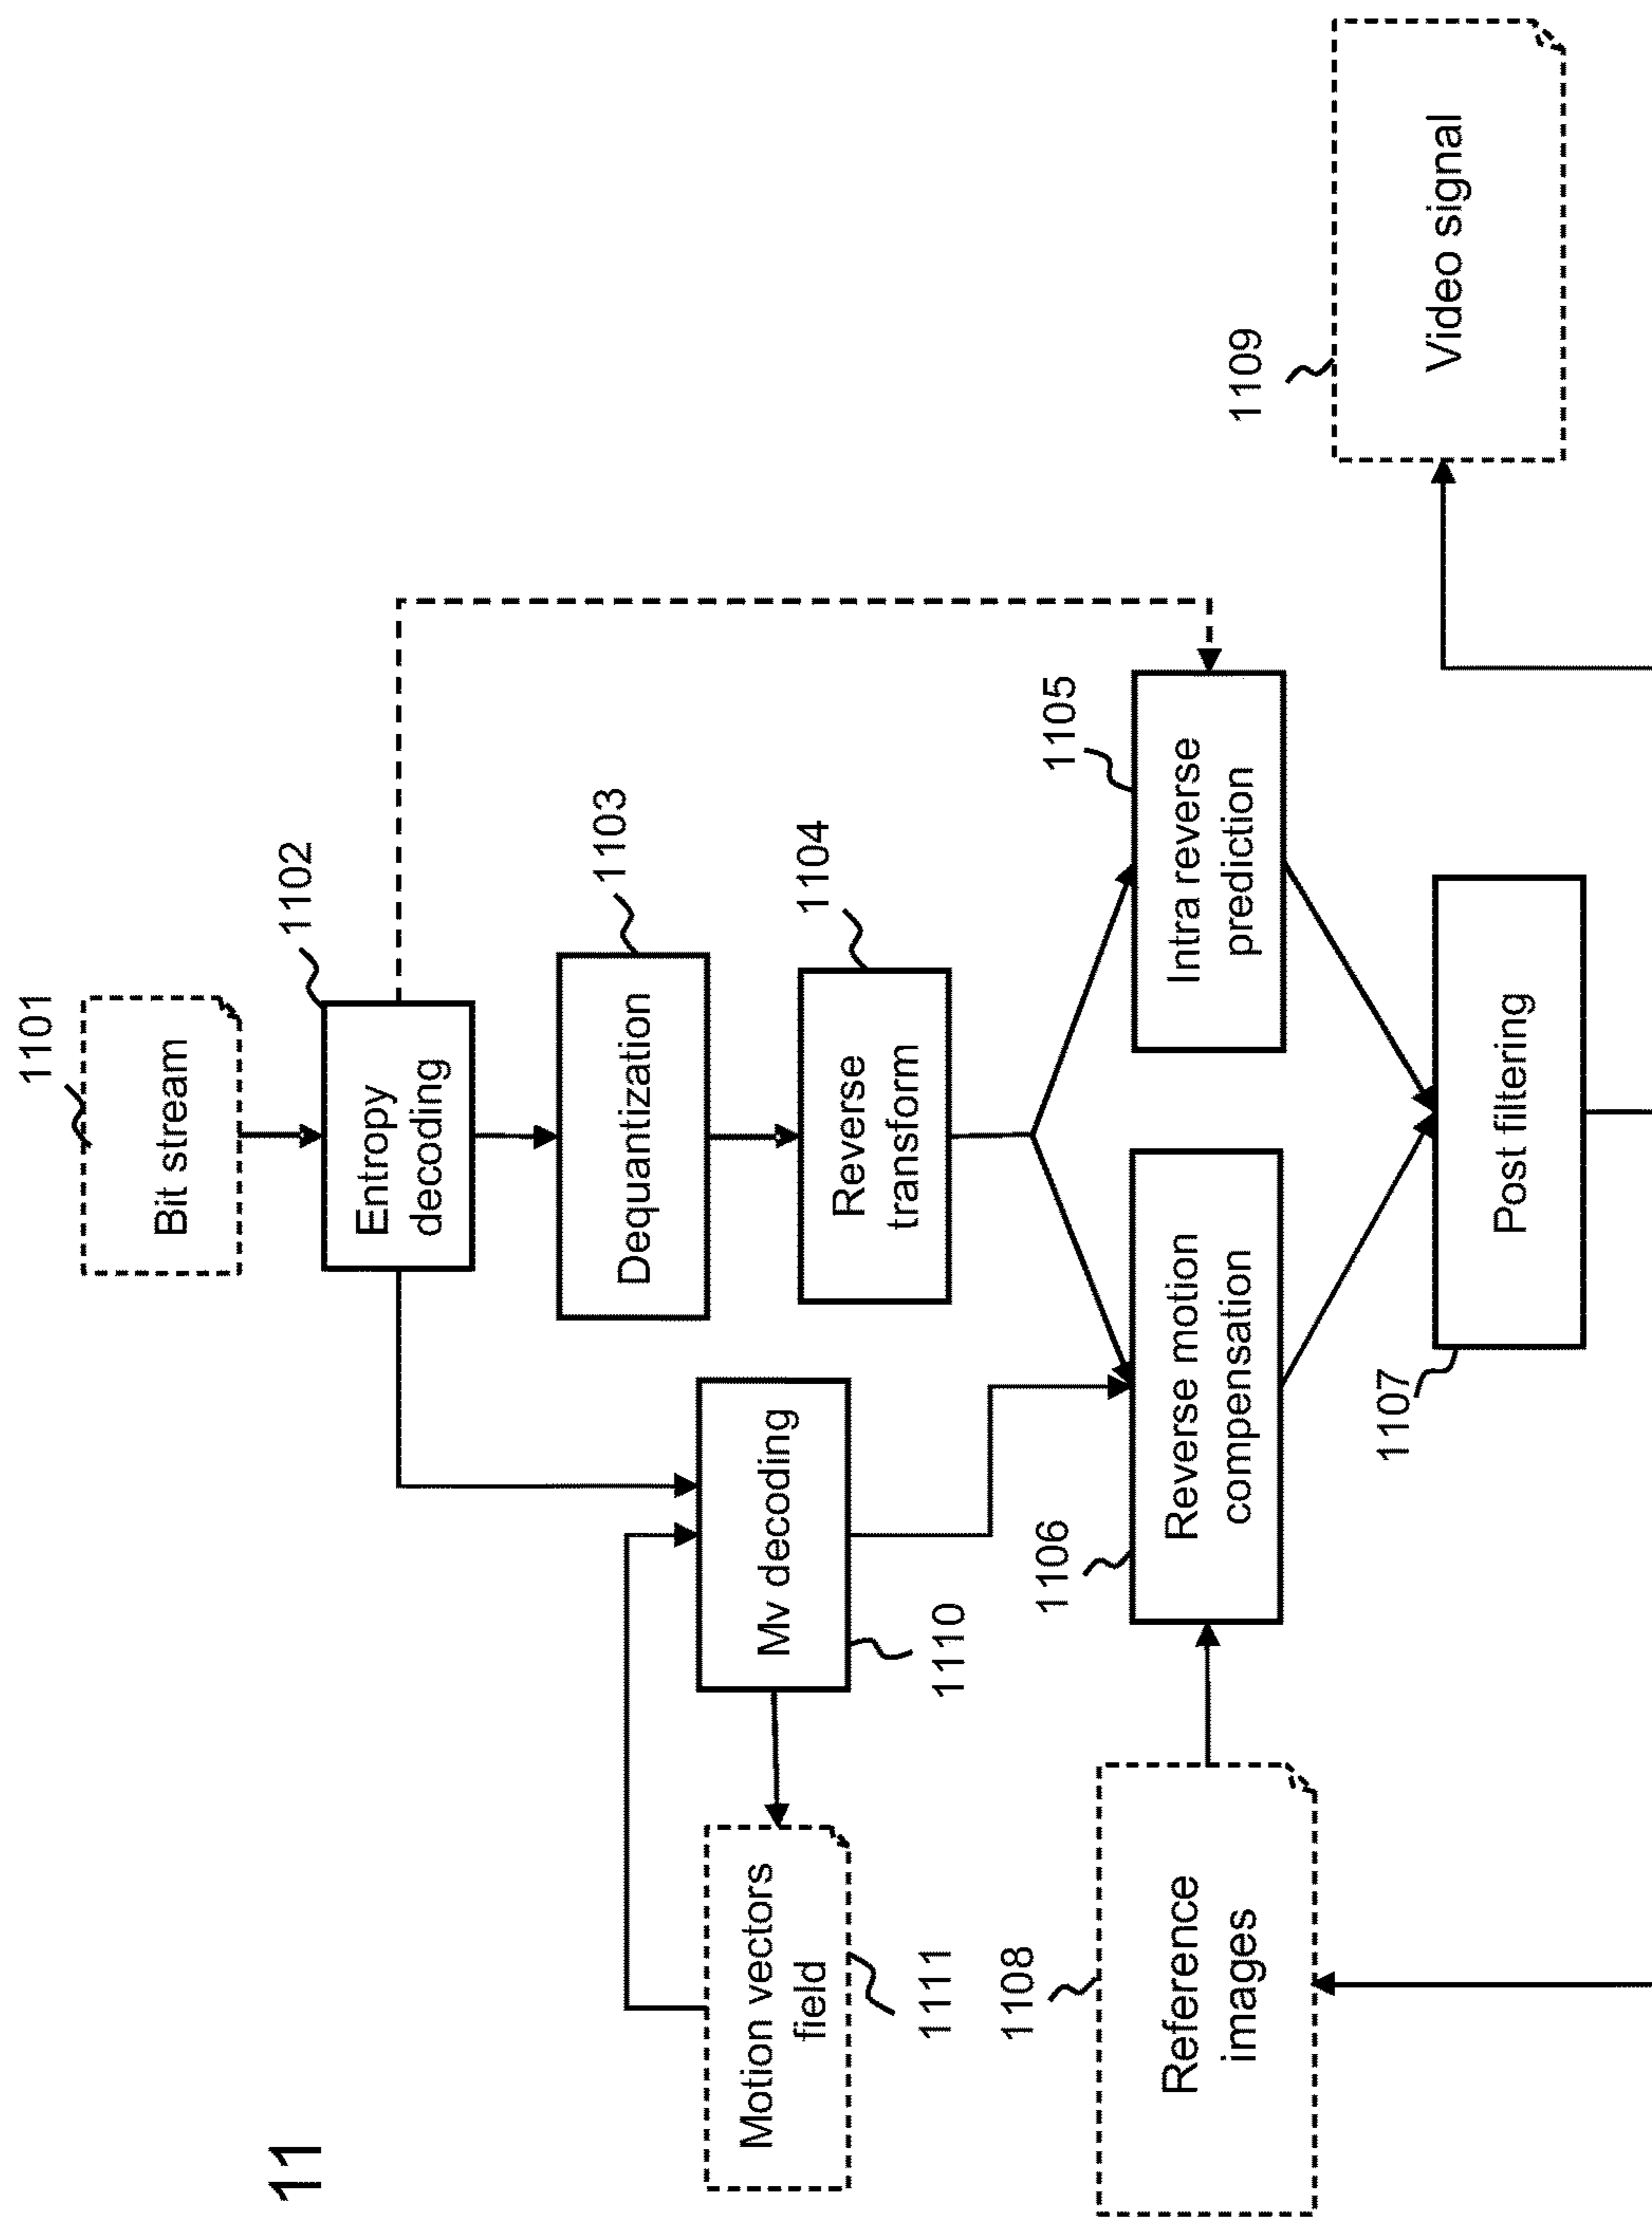 11
1101
Bit stream
1102
Entropy
decoding
1103
Dequantization
1104
Reverse
transform
Mv decoding
1110
Motion vectors
field
1111
1105
Intra reverse
prediction
1106
Reverse motion
compensation
1108
Reference
images
1107
Post filtering
1109
Video signal